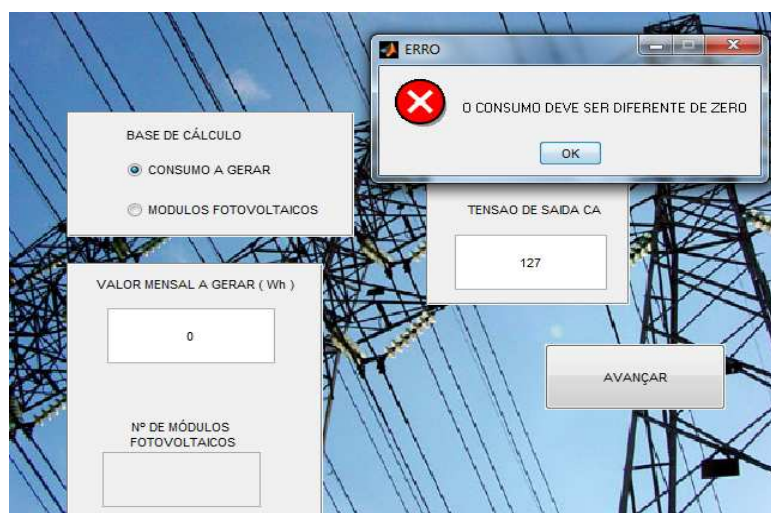 ERRO
O CONSUMO DEVE SER DIFERENTE DE ZERO
OK
BASE DE CÁLCULO
CONSUMO A GERAR
MODULOS FOTOVOLTAICOS
TENSAO DE SAIDA CA
127
VALOR MENSAL A GERAR ( Wh )
0
AVANÇAR
Nº DE MÓDULOS
FOTOVOLTAICOS